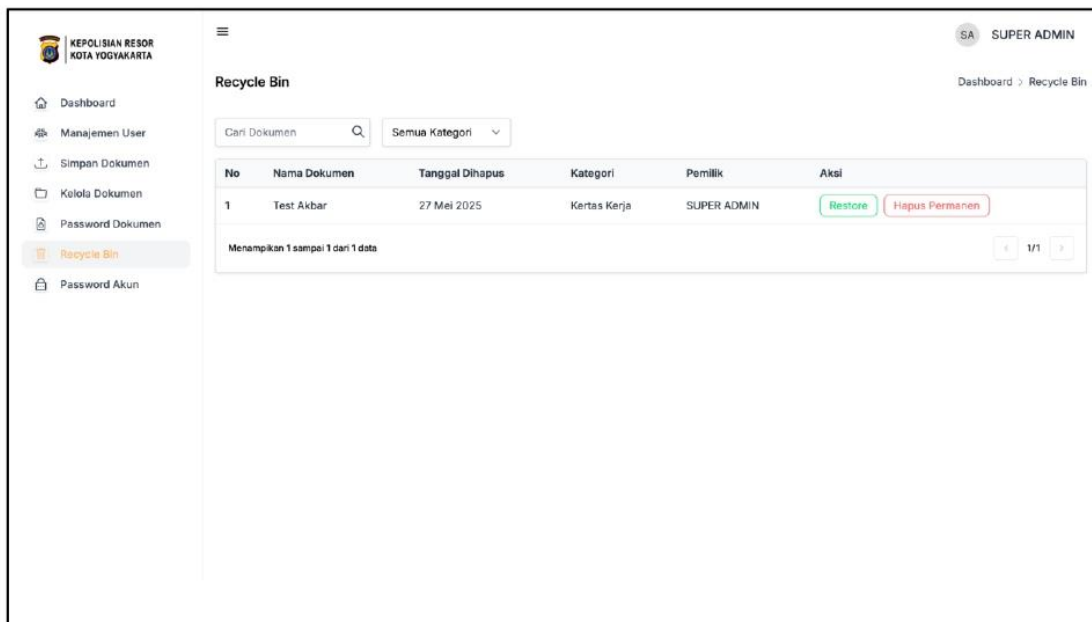 KEPOLISIAN RESOR
KOTA YOGYAKARTA
Dashboard
Manajemen User
Simpan Dokumen
Kelola Dokumen
Password Dokumen
Recycle Bin
Password Akun
SA SUPER ADMIN
Recycle Bin
Dashboard > Recycle Bin
Cari Dokumen
Semua Kategori
No Nama Dokumen Tanggal Dihapus Kategori Pemilik Aksi
1 Test Akbar 27 Mei 2025 Kertas Kerja SUPER ADMIN Restore Hapus Permanen
Menampikan 1 sampai 1 dari 1 data
< 1/1 >